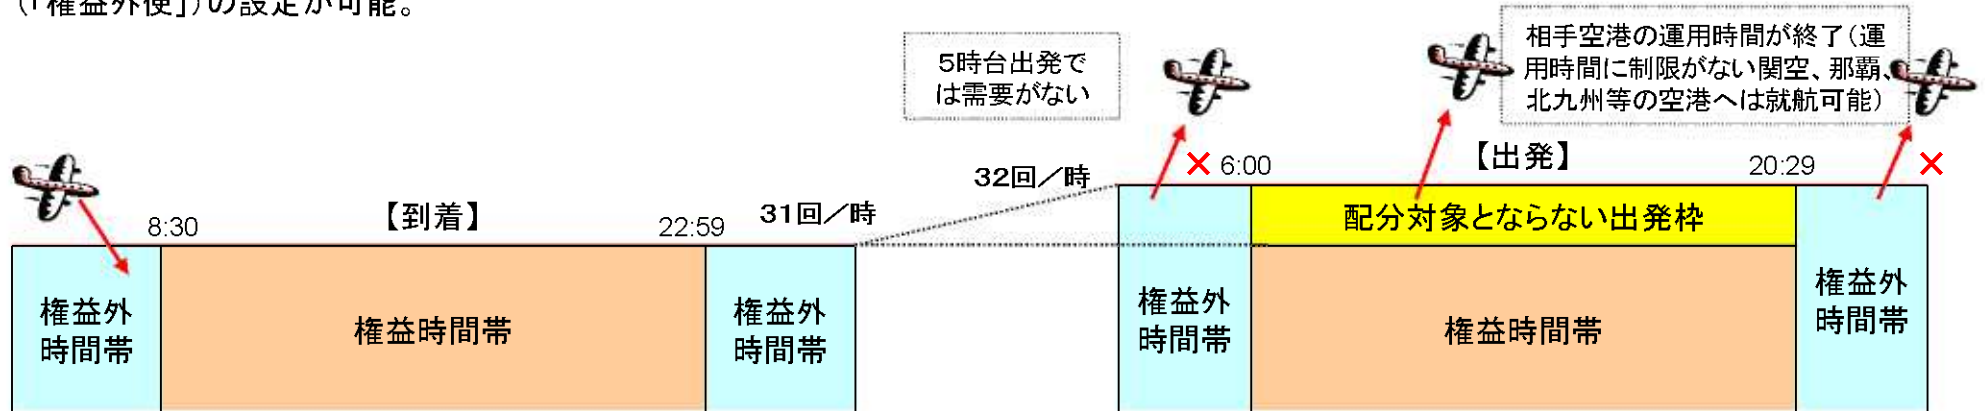 （「権益外便」）の設定が可能。
5時台出発で
は需要がない
相手空港の運用時間が終了（運
用時間に制限がない関空、那覇、
北九州等の空港へは就航可能）
8:30
【到着】
22:59
31回／時
32回／時
× 6:00
【出発】
20:29
×
配分対象とならない出発枠
権益外
時間帯
権益時間帯
権益外
時間帯
権益外
時間帯
権益時間帯
権益外
時間帯